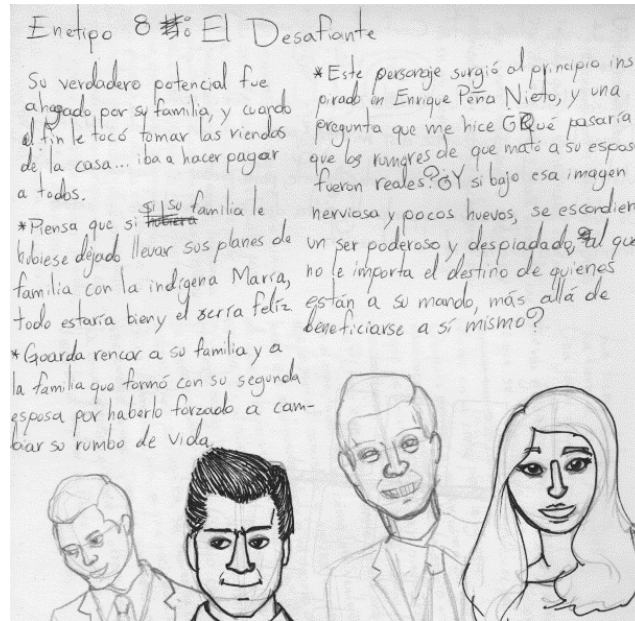 Enetipo 8 : El Desafiante
Su verdadero potencial fue
ahogado por su familia, y cuando
al fin le tocó tomar las riendas
de la casa... iba a hacer pagar
a todos.
*Piensa que si si su familia le
hubiese dejado llevar sus planes de
familia con la indígena María,
todo estaría bien y el sería feliz.
*Guarda rencor a su familia y a
la familia que formó con su segunda
esposa por haberlo forzado a cam-
biar su rumbo de vida.
*Este personaje surgió al principio ins-
pirado en Enrique Peña Nieto, y una
pregunta que me hice ¿Qué pasaría
que los rumores de que mató a su esposa
fueron reales? ¿Y si bajo esa imagen
nerviosa y pocos huevos, se escondiera
un ser poderoso y despiadado, al que
no le importa el destino de quienes
están a su mando, más allá de
beneficiarse a sí mismo?